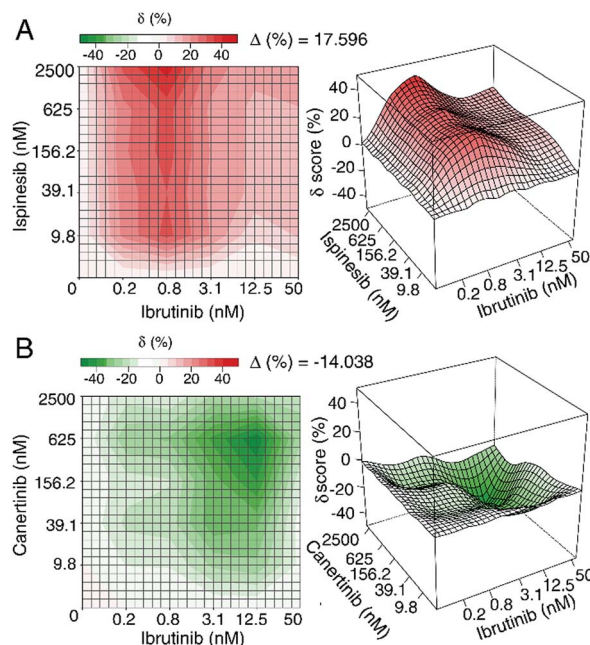 A
δ (%)
-40 -20 0 20 40
Δ (%) = 17.596
Ispinesib (nM)
2500
625
156.2
39.1
9.8
0
0.2 0.8 3.1 12.5 50
Ibrutinib (nM)
δ score (%)
40
20
0
-20
-40
2500
625
156.2
39.1
9.8
Ispinesib (nM)
0.2
0.8
3.1
12.5
50
Ibrutinib (nM)
B
δ (%)
-40 -20 0 20 40
Δ (%) = -14.038
Canertinib (nM)
2500
625
156.2
39.1
9.8
0
0.2 0.8 3.1 12.5 50
Ibrutinib (nM)
δ score (%)
40
20
0
-20
-40
2500
625
156.2
39.1
9.8
Canertinib (nM)
0.2
0.8
3.1
12.5
50
Ibrutinib (nM)